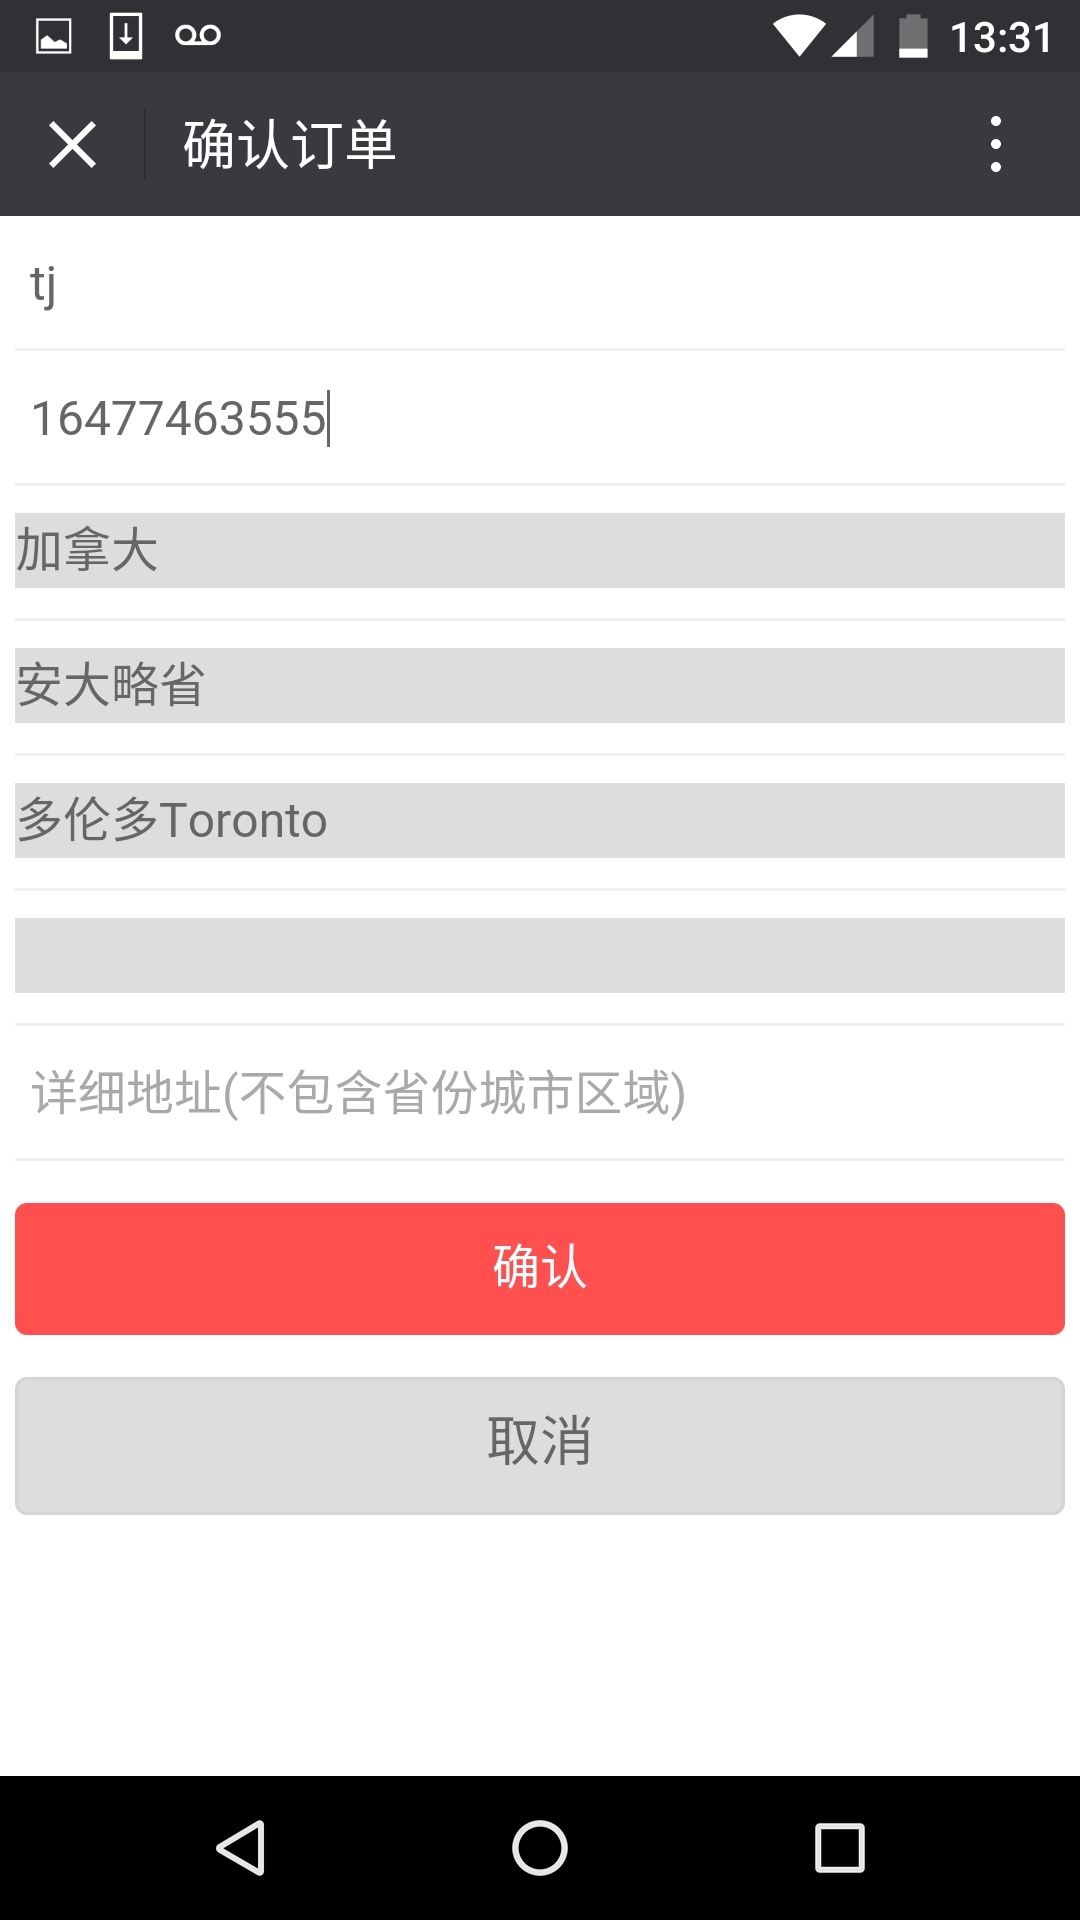 13:31
确认订单
tj
16477463555
加拿大
安大略省
多伦多Toronto
详细地址(不包含省份城市区域)
确认
取消